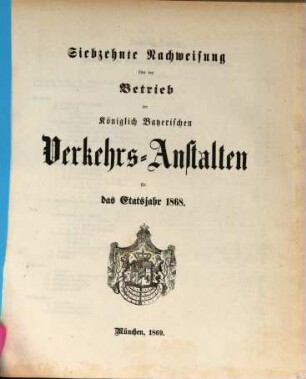 Siebzehnte Nachweisung
über den
Betrieb
der
Königlich Bayerischen
Verkehrs-Anstalten
für
das Etatsjahr 1868.
München, 1869.